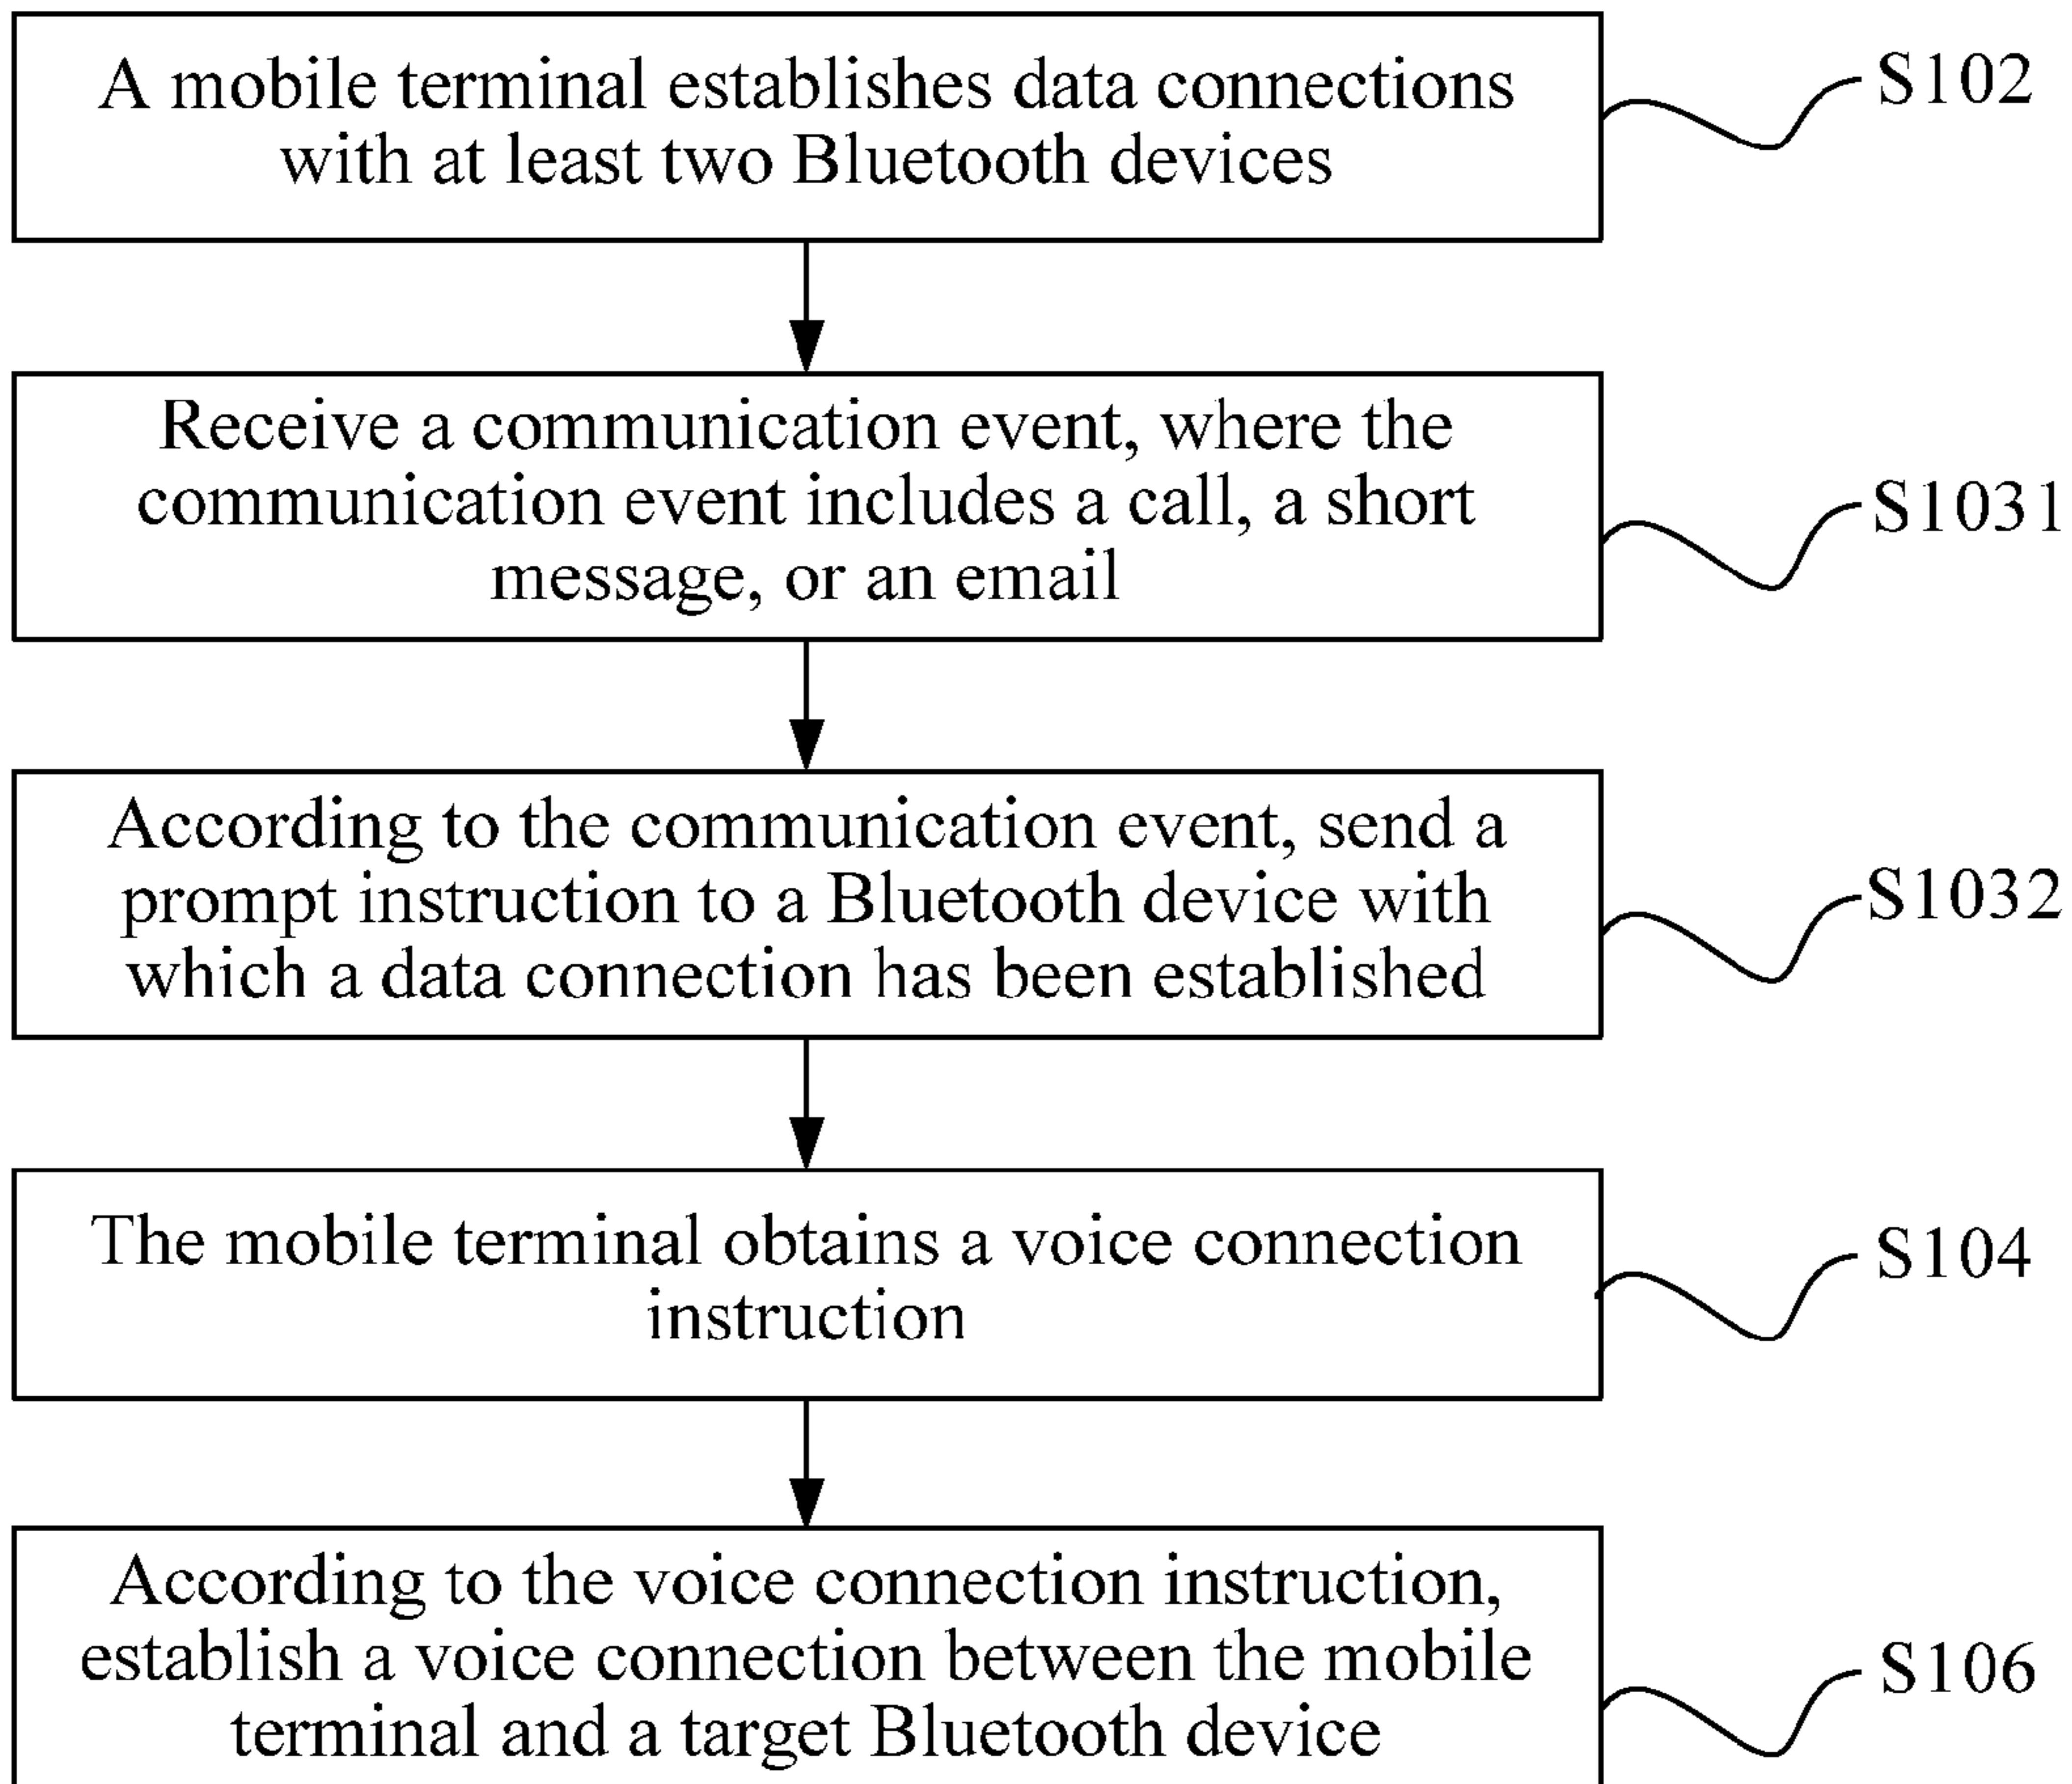 A mobile terminal establishes data connections
with at least two Bluetooth devices
S102
Receive a communication event, where the
communication event includes a call, a short
message, or an email
S1031
According to the communication event, send a
prompt instruction to a Bluetooth device with
which a data connection has been established
S1032
The mobile terminal obtains a voice connection
instruction
S104
According to the voice connection instruction,
establish a voice connection between the mobile
terminal and a target Bluetooth device
S106